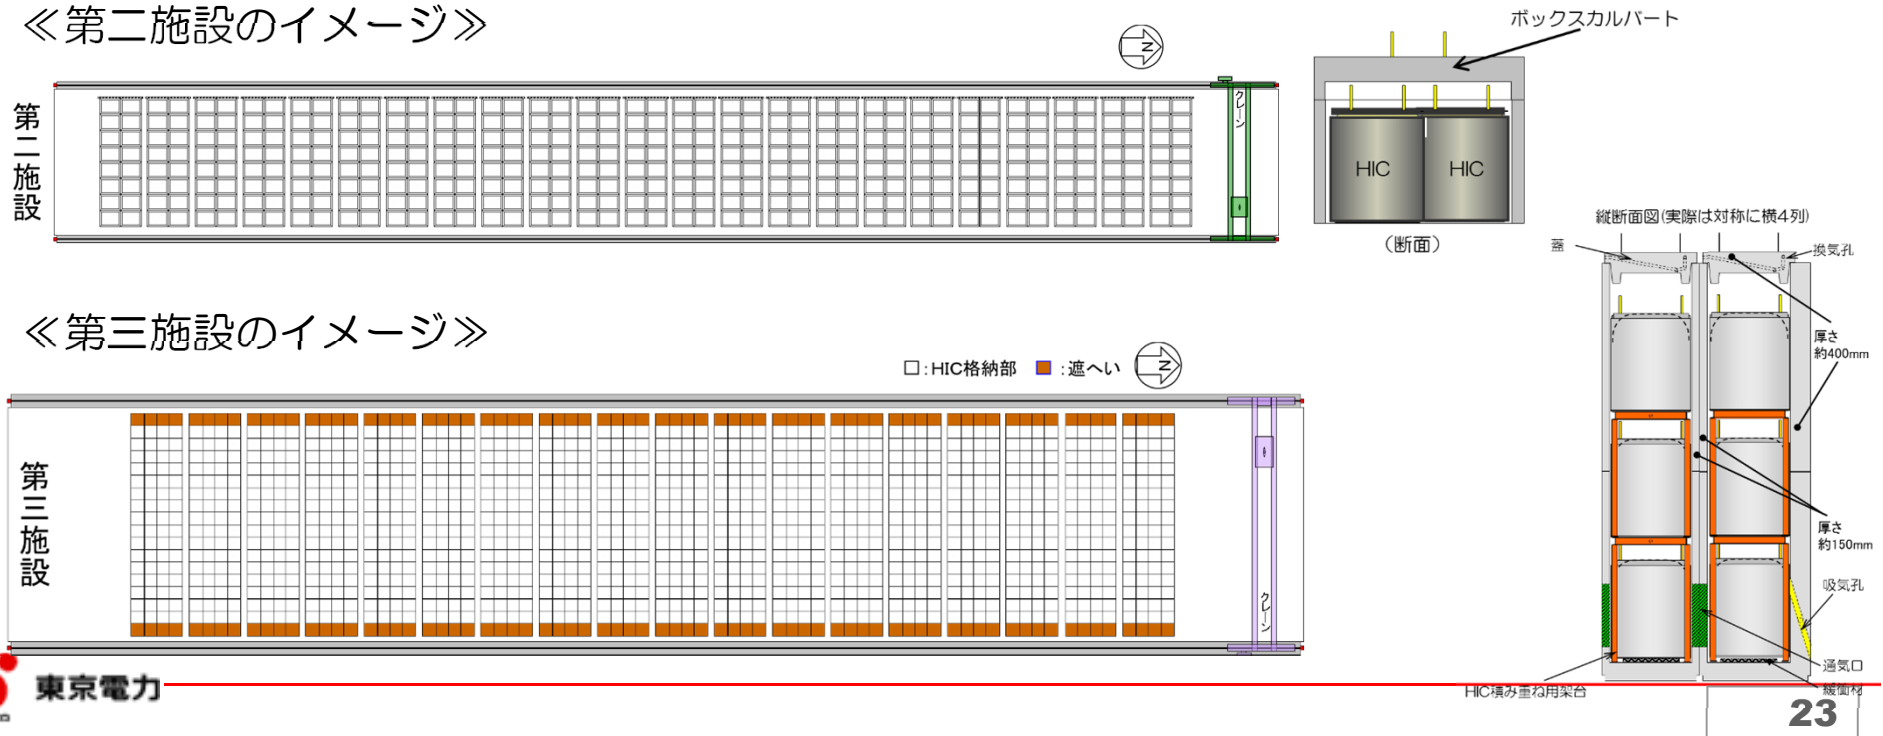 ≪第二施設のイメージ≫
N
ボックスカルバート
第二施設
クレーン
HIC
HIC
(断面)
縦断面図(実際は対称に横4列)
蓋
換気孔
≪第三施設のイメージ≫
□:HIC格納部 ■:遮へい
N
厚さ
約400mm
第三施設
クレーン
厚さ
約150mm
吸気孔
通気口
緩衝材
HIC積み重ね用架台
東京電力
23